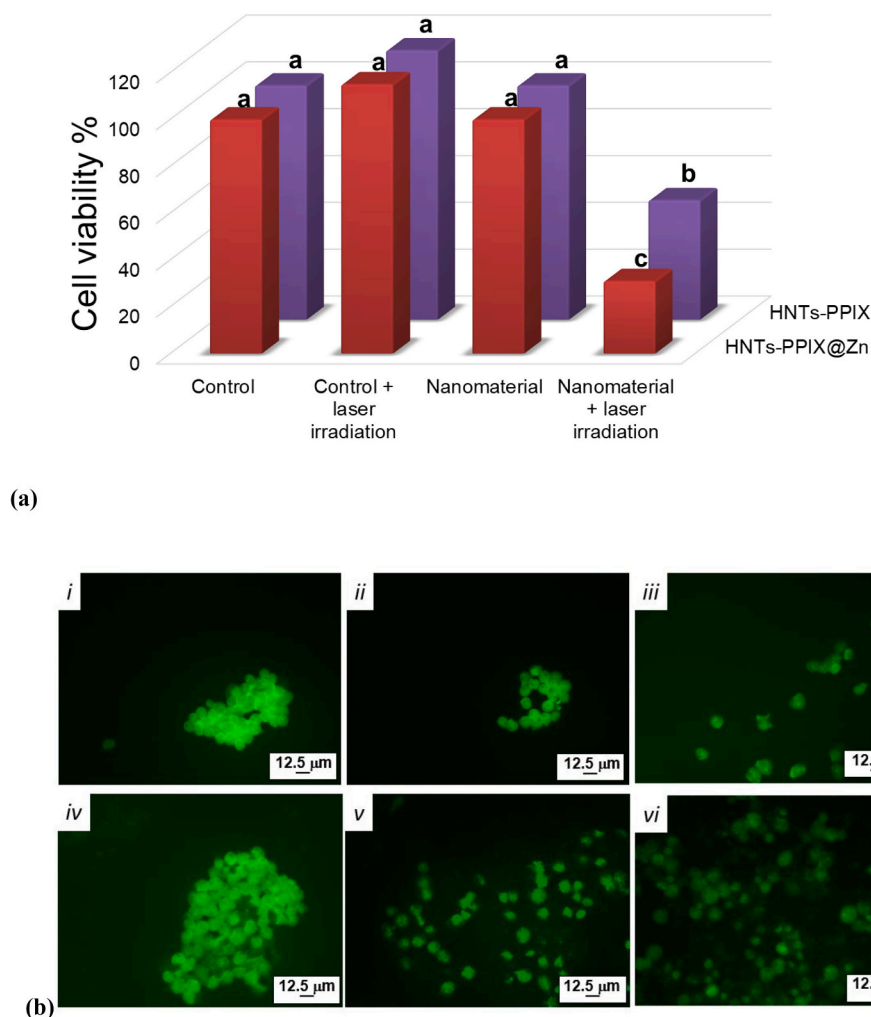 a
a
a
a
a
a
a
b
c
120
100
80
60
40
20
0
Cell viability %
HNTs-PPIX
HNTs-PPIX@Zn
Control
Control +
laser
irradiation
Nanomaterial
Nanomaterial
+ laser
irradiation
(a)
i
ii
iii
12.5 μm
12.5 μm
12.
iv
v
vi
12.5 μm
12.5 μm
12.
(b)